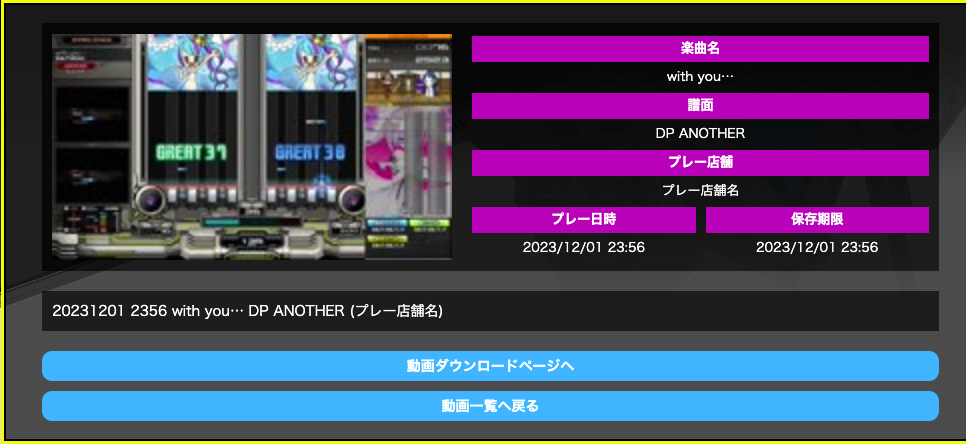 GREAT 37
GREAT 38
楽曲名
with you…
譜面
DP ANOTHER
プレー店舗
プレー店舗名
プレー日時
保存期限
2023/12/01 23:56
2023/12/01 23:56
20231201 2356 with you… DP ANOTHER (プレー店舗名)
動画ダウンロードページへ
動画一覧へ戻る